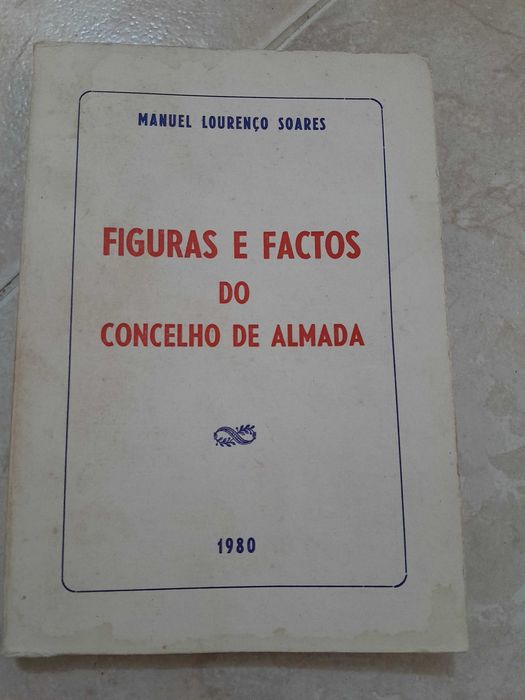 MANUEL LOURENÇO SOARES
FIGURAS E FACTOS
DO
CONCELHO DE ALMADA
1980